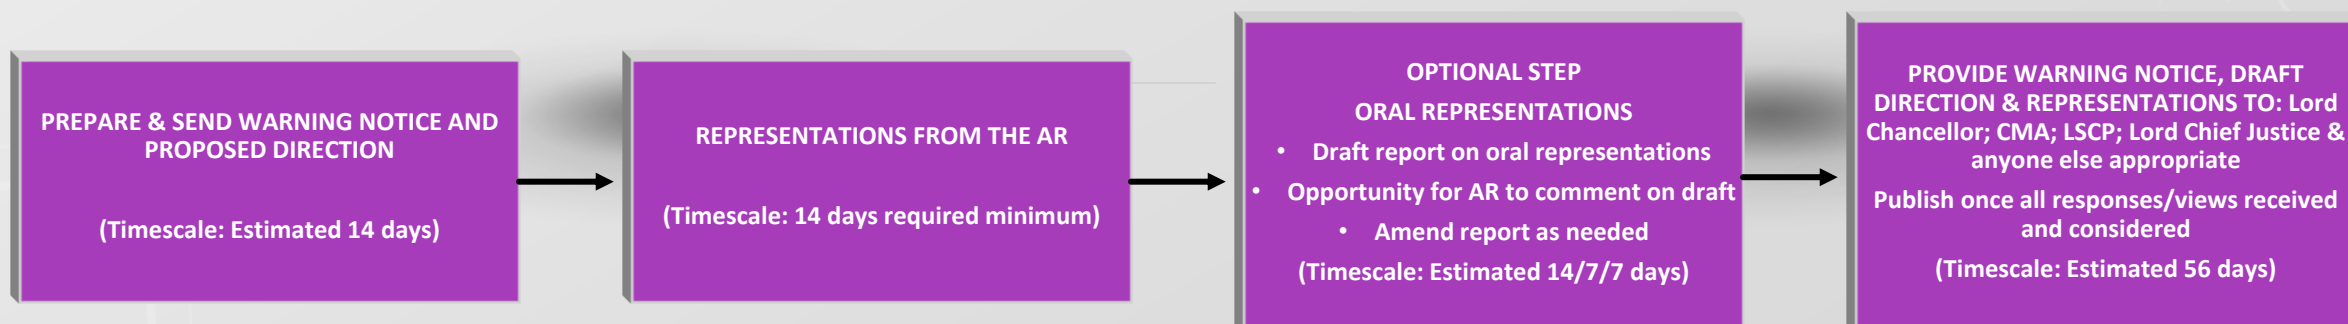 PREPARE & SEND WARNING NOTICE AND
PROPOSED DIRECTION
(Timescale: Estimated 14 days)
REPRESENTATIONS FROM THE AR
(Timescale: 14 days required minimum)
OPTIONAL STEP
ORAL REPRESENTATIONS
• Draft report on oral representations
• Opportunity for AR to comment on draft
• Amend report as needed
(Timescale: Estimated 14/7/7 days)
PROVIDE WARNING NOTICE, DRAFT
DIRECTION & REPRESENTATIONS TO: Lord
Chancellor; CMA; LSCP; Lord Chief Justice &
anyone else appropriate
Publish once all responses/views received
and considered
(Timescale: Estimated 56 days)